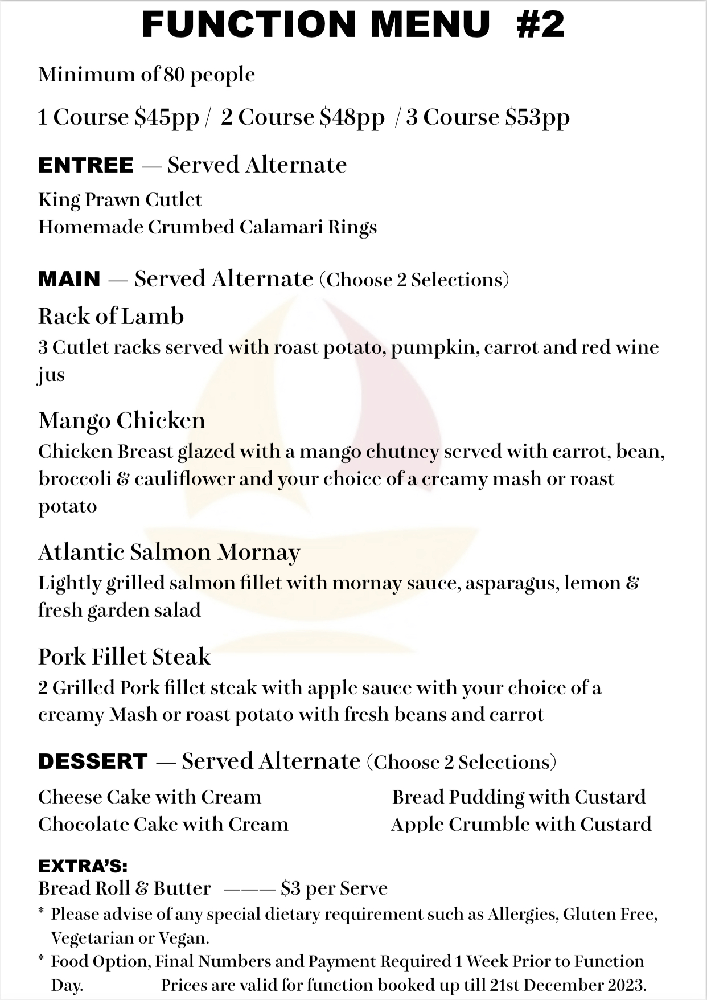 FUNCTION MENU #2
Minimum of 80 people
1 Course $45pp / 2 Course $48pp / 3 Course $53pp
ENTREE — Served Alternate
King Prawn Cutlet
Homemade Crumbed Calamari Rings
MAIN — Served Alternate (Choose 2 Selections)
Rack of Lamb
3 Cutlet racks served with roast potato, pumpkin, carrot and red wine
jus
Mango Chicken
Chicken Breast glazed with a mango chutney served with carrot, bean,
broccoli & cauliflower and your choice of a creamy mash or roast
potato
Atlantic Salmon Mornay
Lightly grilled salmon fillet with mornay sauce, asparagus, lemon &
fresh garden salad
Pork Fillet Steak
2 Grilled Pork fillet steak with apple sauce with your choice of a
creamy Mash or roast potato with fresh beans and carrot
DESSERT — Served Alternate (Choose 2 Selections)
Cheese Cake with Cream Bread Pudding with Custard
Chocolate Cake with Cream Apple Crumble with Custard
EXTRA’S:
Bread Roll & Butter ——— $3 per Serve
* Please advise of any special dietary requirement such as Allergies, Gluten Free,
Vegetarian or Vegan.
* Food Option, Final Numbers and Payment Required 1 Week Prior to Function
Day. Prices are valid for function booked up till 21st December 2023.